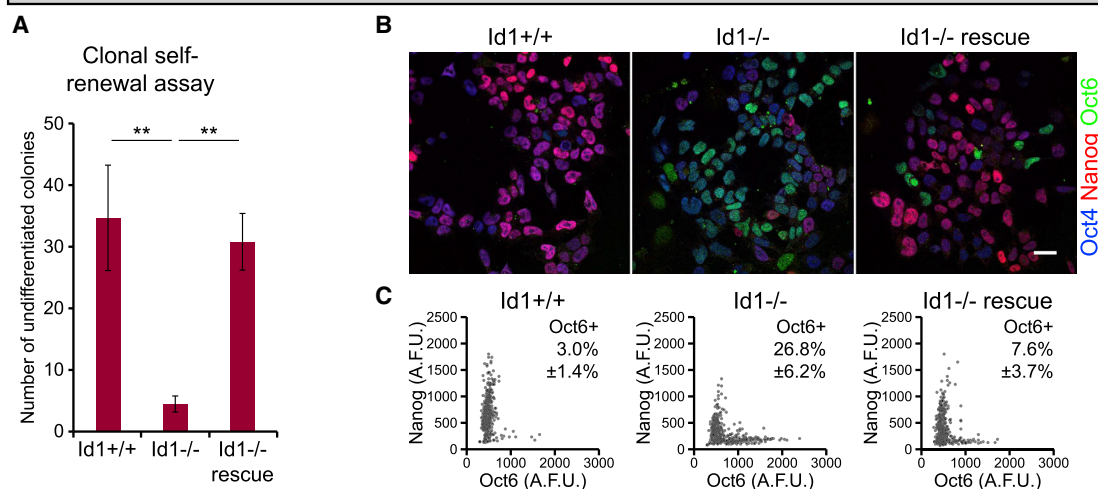 A
Clonal self-
renewal assay
Number of undifferentiated colonies
50
40
30
20
10
0
** **
Id1+/+ Id1-/- Id1-/-
rescue
B
Id1+/+ Id1-/- Id1-/- rescue
Oct4 Nanog Oct6
C
Id1+/+
Nanog (A.F.U.)
2500
2000
1500
1000
500
0
Oct6+
3.0%
±1.4%
0 1000 2000 3000
Oct6 (A.F.U.)
Id1-/-
Nanog (A.F.U.)
2500
2000
1500
1000
500
0
Oct6+
26.8%
±6.2%
0 1000 2000 3000
Oct6 (A.F.U.)
Id1-/- rescue
Nanog (A.F.U.)
2500
2000
1500
1000
500
0
Oct6+
7.6%
±3.7%
0 1000 2000 3000
Oct6 (A.F.U.)